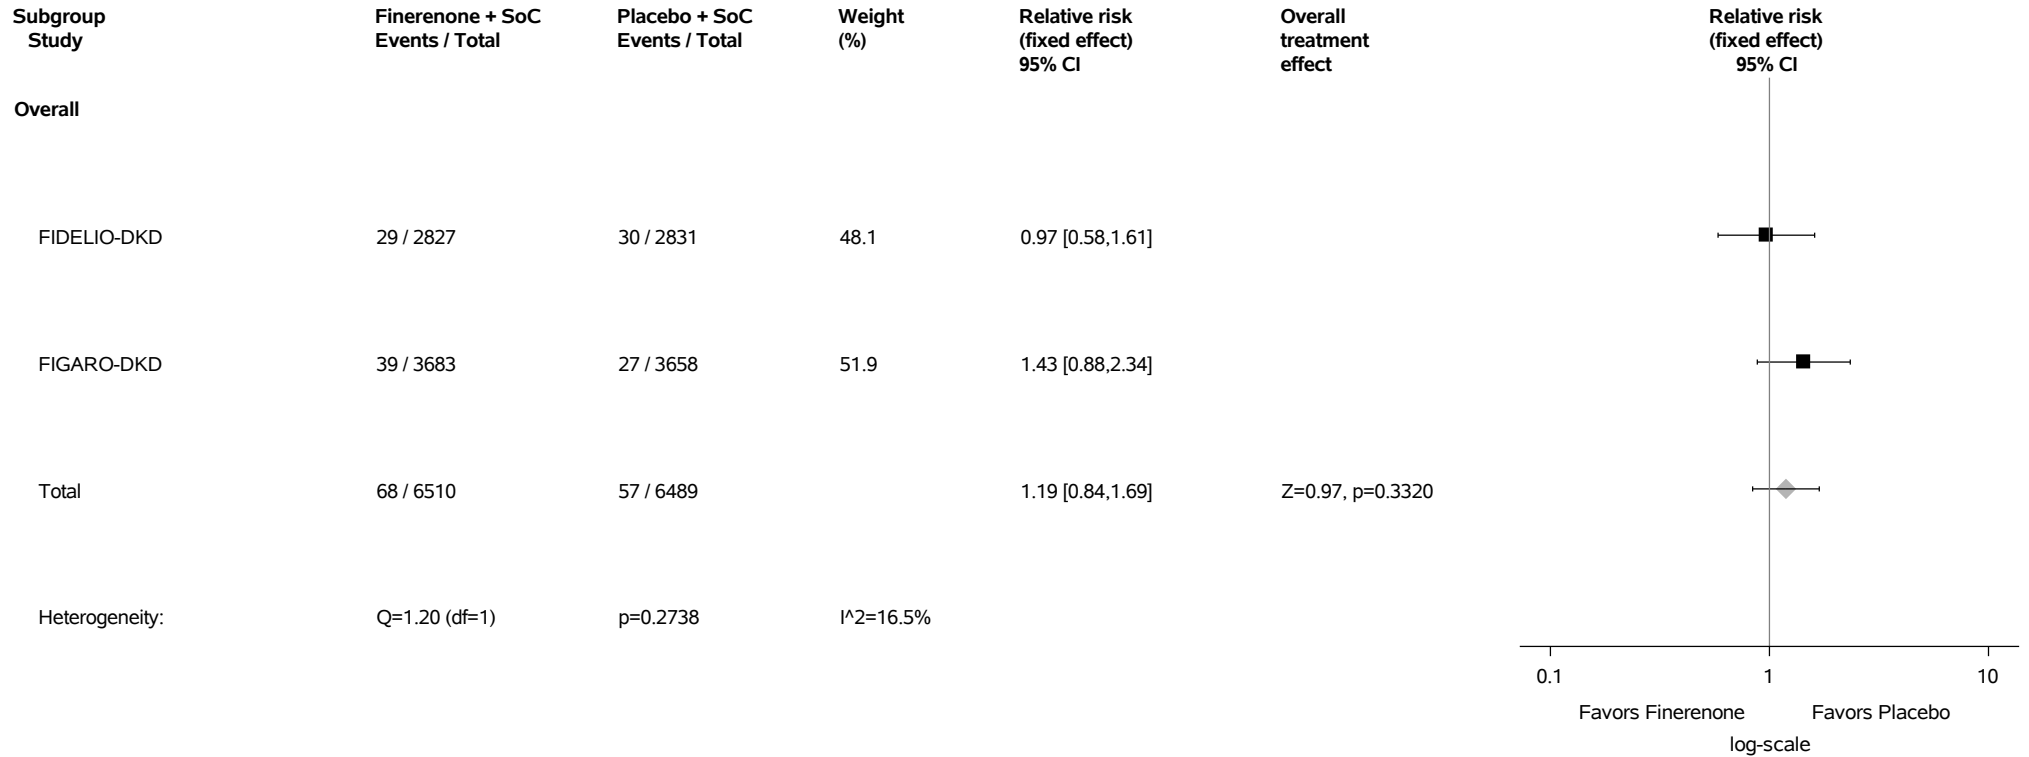 Subgroup Finerenone + SoC Placebo + SoC Weight Relative risk Overall Relative risk
Study Events / Total Events / Total (%) (fixed effect) treatment (fixed effect)
95% CI effect 95% CI
Overall
FIDELIO-DKD 29 / 2827 30 / 2831 48.1 0.97 [0.58,1.61]
FIGARO-DKD 39 / 3683 27 / 3658 51.9 1.43 [0.88,2.34]
Total 68 / 6510 57 / 6489 1.19 [0.84,1.69] Z=0.97, p=0.3320
Heterogeneity: Q=1.20 (df=1) p=0.2738 I^2=16.5%
0.1 1 10
Favors Finerenone Favors Placebo
log-scale